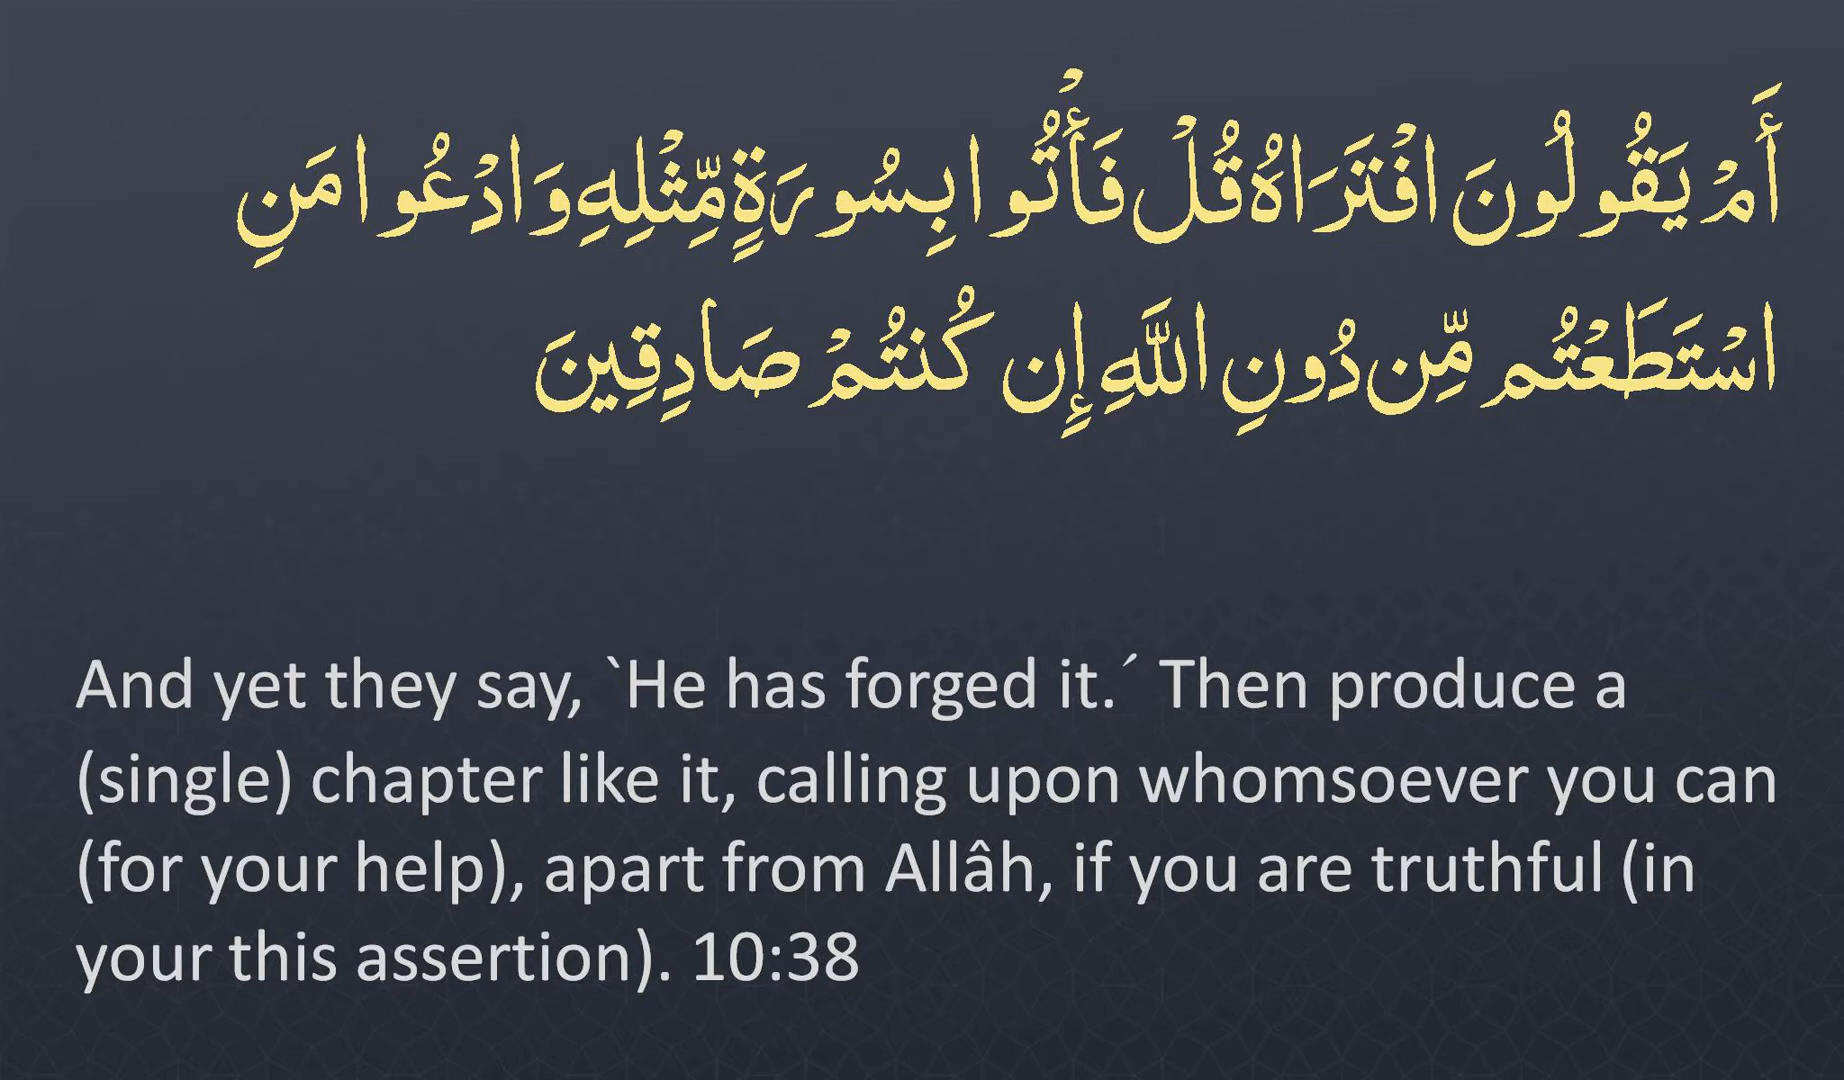 أَمْ يَقُولُونَ افْتَرَاهُ قُلْ فَأْتُوا بِسُورَةٍ مِّثْلِهِ وَادْعُوا مَنِ
اسْتَطَعْتُم مِّن دُونِ اللَّهِ إِن كُنتُمْ صَادِقِينَ
And yet they say, `He has forged it.´ Then produce a
(single) chapter like it, calling upon whomsoever you can
(for your help), apart from Allâh, if you are truthful (in
your this assertion). 10:38